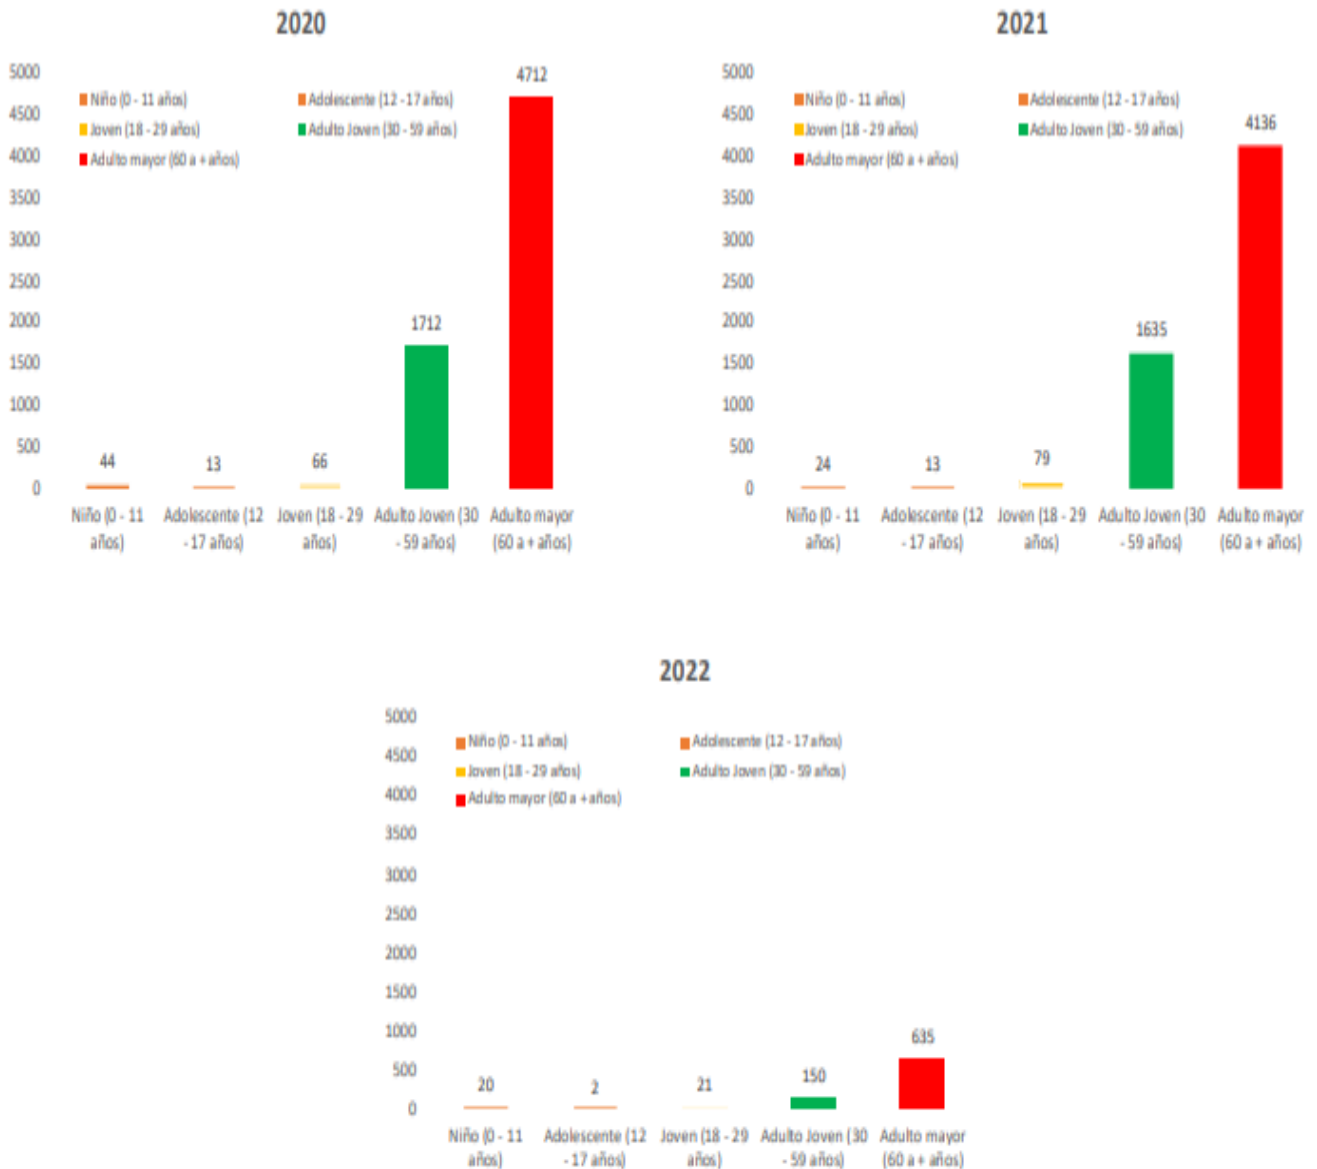 2020
5000
4500
4000
3500
3000
2500
2000
1500
1000
500
0
Niño (0 - 11 años)
Adolescente (12 - 17 años)
Joven (18 - 29 años)
Adulto Joven (30 - 59 años)
Adulto mayor (60 a + años)
44
13
66
1712
4712
Niño (0 - 11
años)
Adolescente (12
- 17 años)
Joven (18 - 29
años)
Adulto Joven (30
- 59 años)
Adulto mayor
(60 a + años)
2021
5000
4500
4000
3500
3000
2500
2000
1500
1000
500
0
Niño (0 - 11 años)
Adolescente (12 - 17 años)
Joven (18 - 29 años)
Adulto Joven (30 - 59 años)
Adulto mayor (60 a + años)
24
13
79
1635
4136
Niño (0 - 11
años)
Adolescente (12
- 17 años)
Joven (18 - 29
años)
Adulto Joven (30
- 59 años)
Adulto mayor
(60 a + años)
2022
5000
4500
4000
3500
3000
2500
2000
1500
1000
500
0
Niño (0 - 11 años)
Adolescente (12 - 17 años)
Joven (18 - 29 años)
Adulto Joven (30 - 59 años)
Adulto mayor (60 a + años)
20
2
21
150
635
Niño (0 - 11
años)
Adolescente (12
- 17 años)
Joven (18 - 29
años)
Adulto Joven (30
- 59 años)
Adulto mayor
(60 a + años)